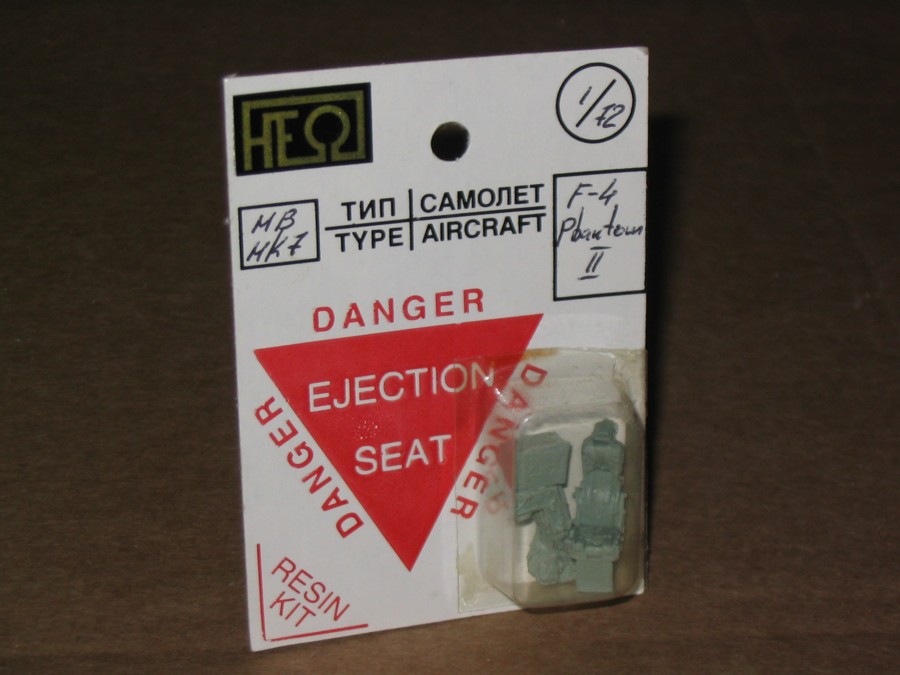 НЕΩ
1/72
MB
MK7
ТИП
САМОЛЕТ
TYPE
AIRCRAFT
F-4
Phantom
II
DANGER
EJECTION
SEAT
DANGER
DANGER
RESIN
KIT